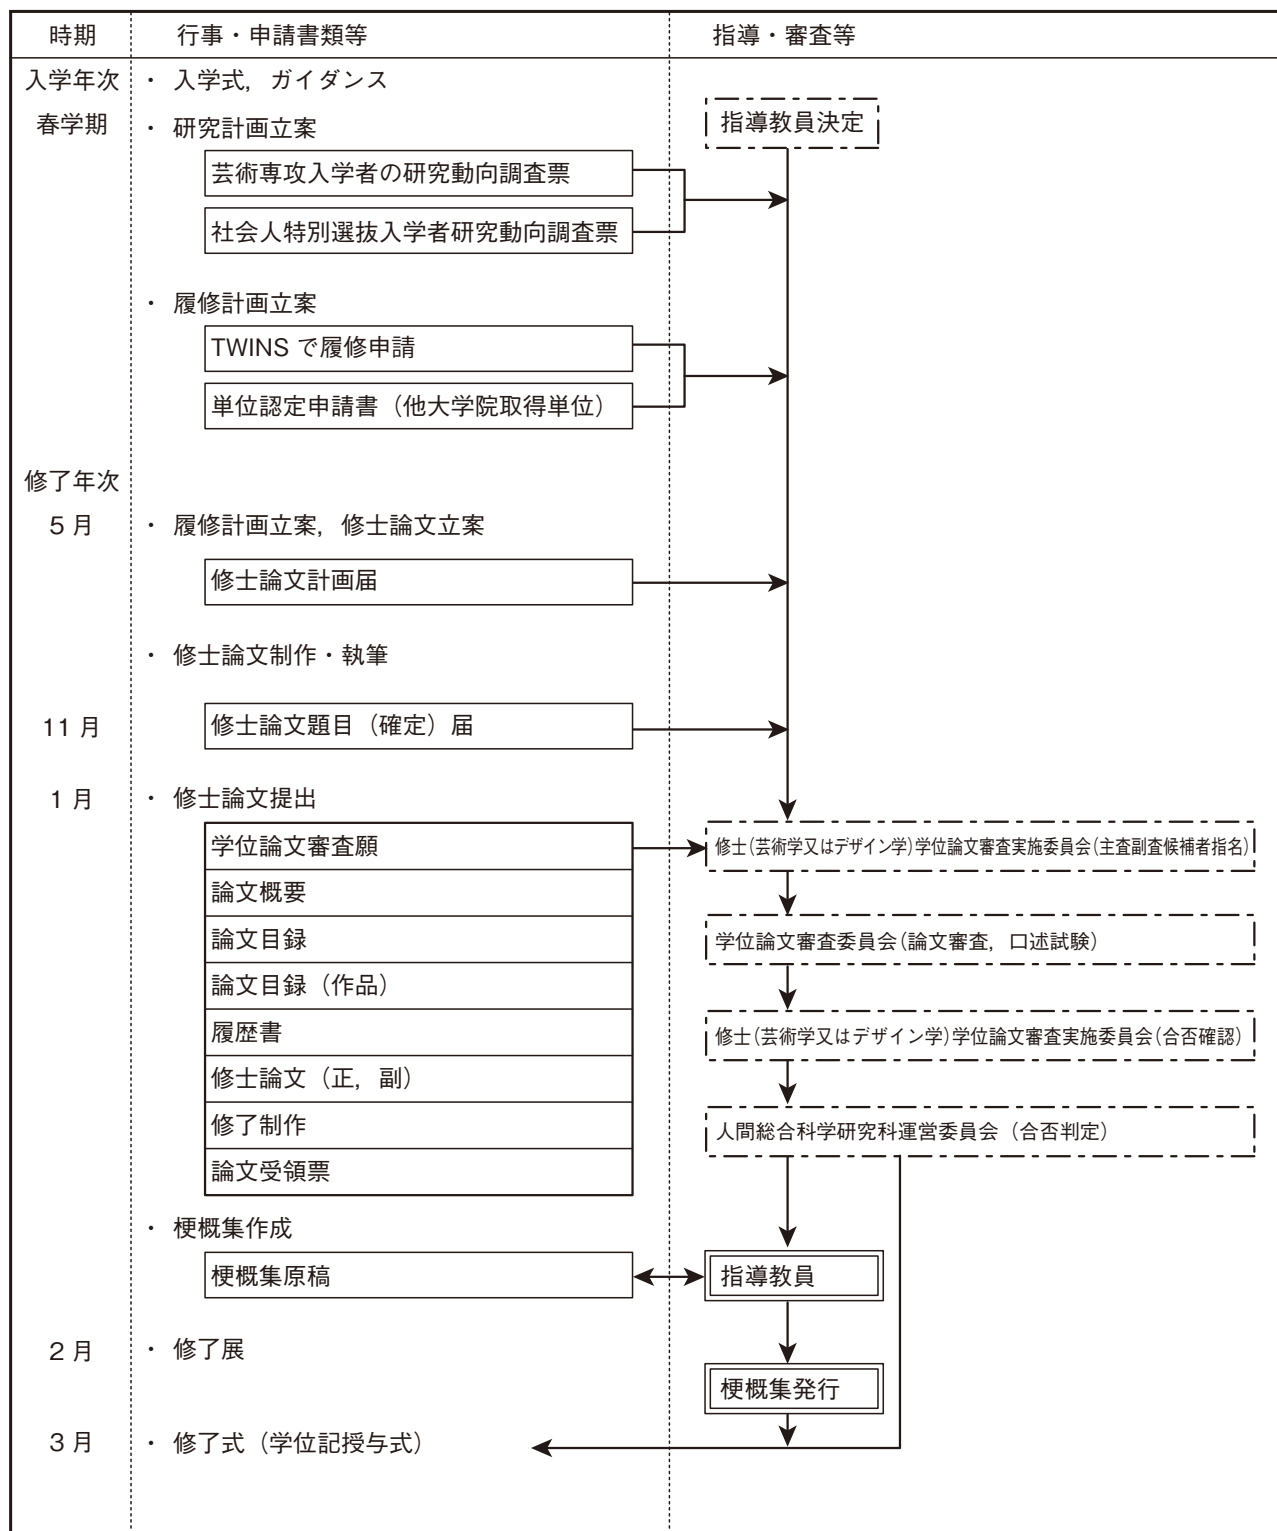 時期 行事・申請書類等 指導・審査等
入学年次 ・ 入学式，ガイダンス
春学期 ・ 研究計画立案 指導教員決定
芸術専攻入学者の研究動向調査票
社会人特別選抜入学者研究動向調査票
・ 履修計画立案
TWINS で履修申請
単位認定申請書（他大学院取得単位）
修了年次
5 月 ・ 履修計画立案，修士論文立案
修士論文計画届
・ 修士論文制作・執筆
11 月 修士論文題目（確定）届
1 月 ・ 修士論文提出
学位論文審査願 修士(芸術学又はデザイン学)学位論文審査実施委員会(主査副査候補者指名)
論文概要
論文目録 学位論文審査委員会(論文審査，口述試験)
論文目録（作品）
履歴書 修士(芸術学又はデザイン学)学位論文審査実施委員会(合否確認)
修士論文（正，副）
修了制作 人間総合科学研究科運営委員会（合否判定）
論文受領票
・ 梗概集作成
梗概集原稿 指導教員
2 月 ・ 修了展
梗概集発行
3 月 ・ 修了式（学位記授与式）